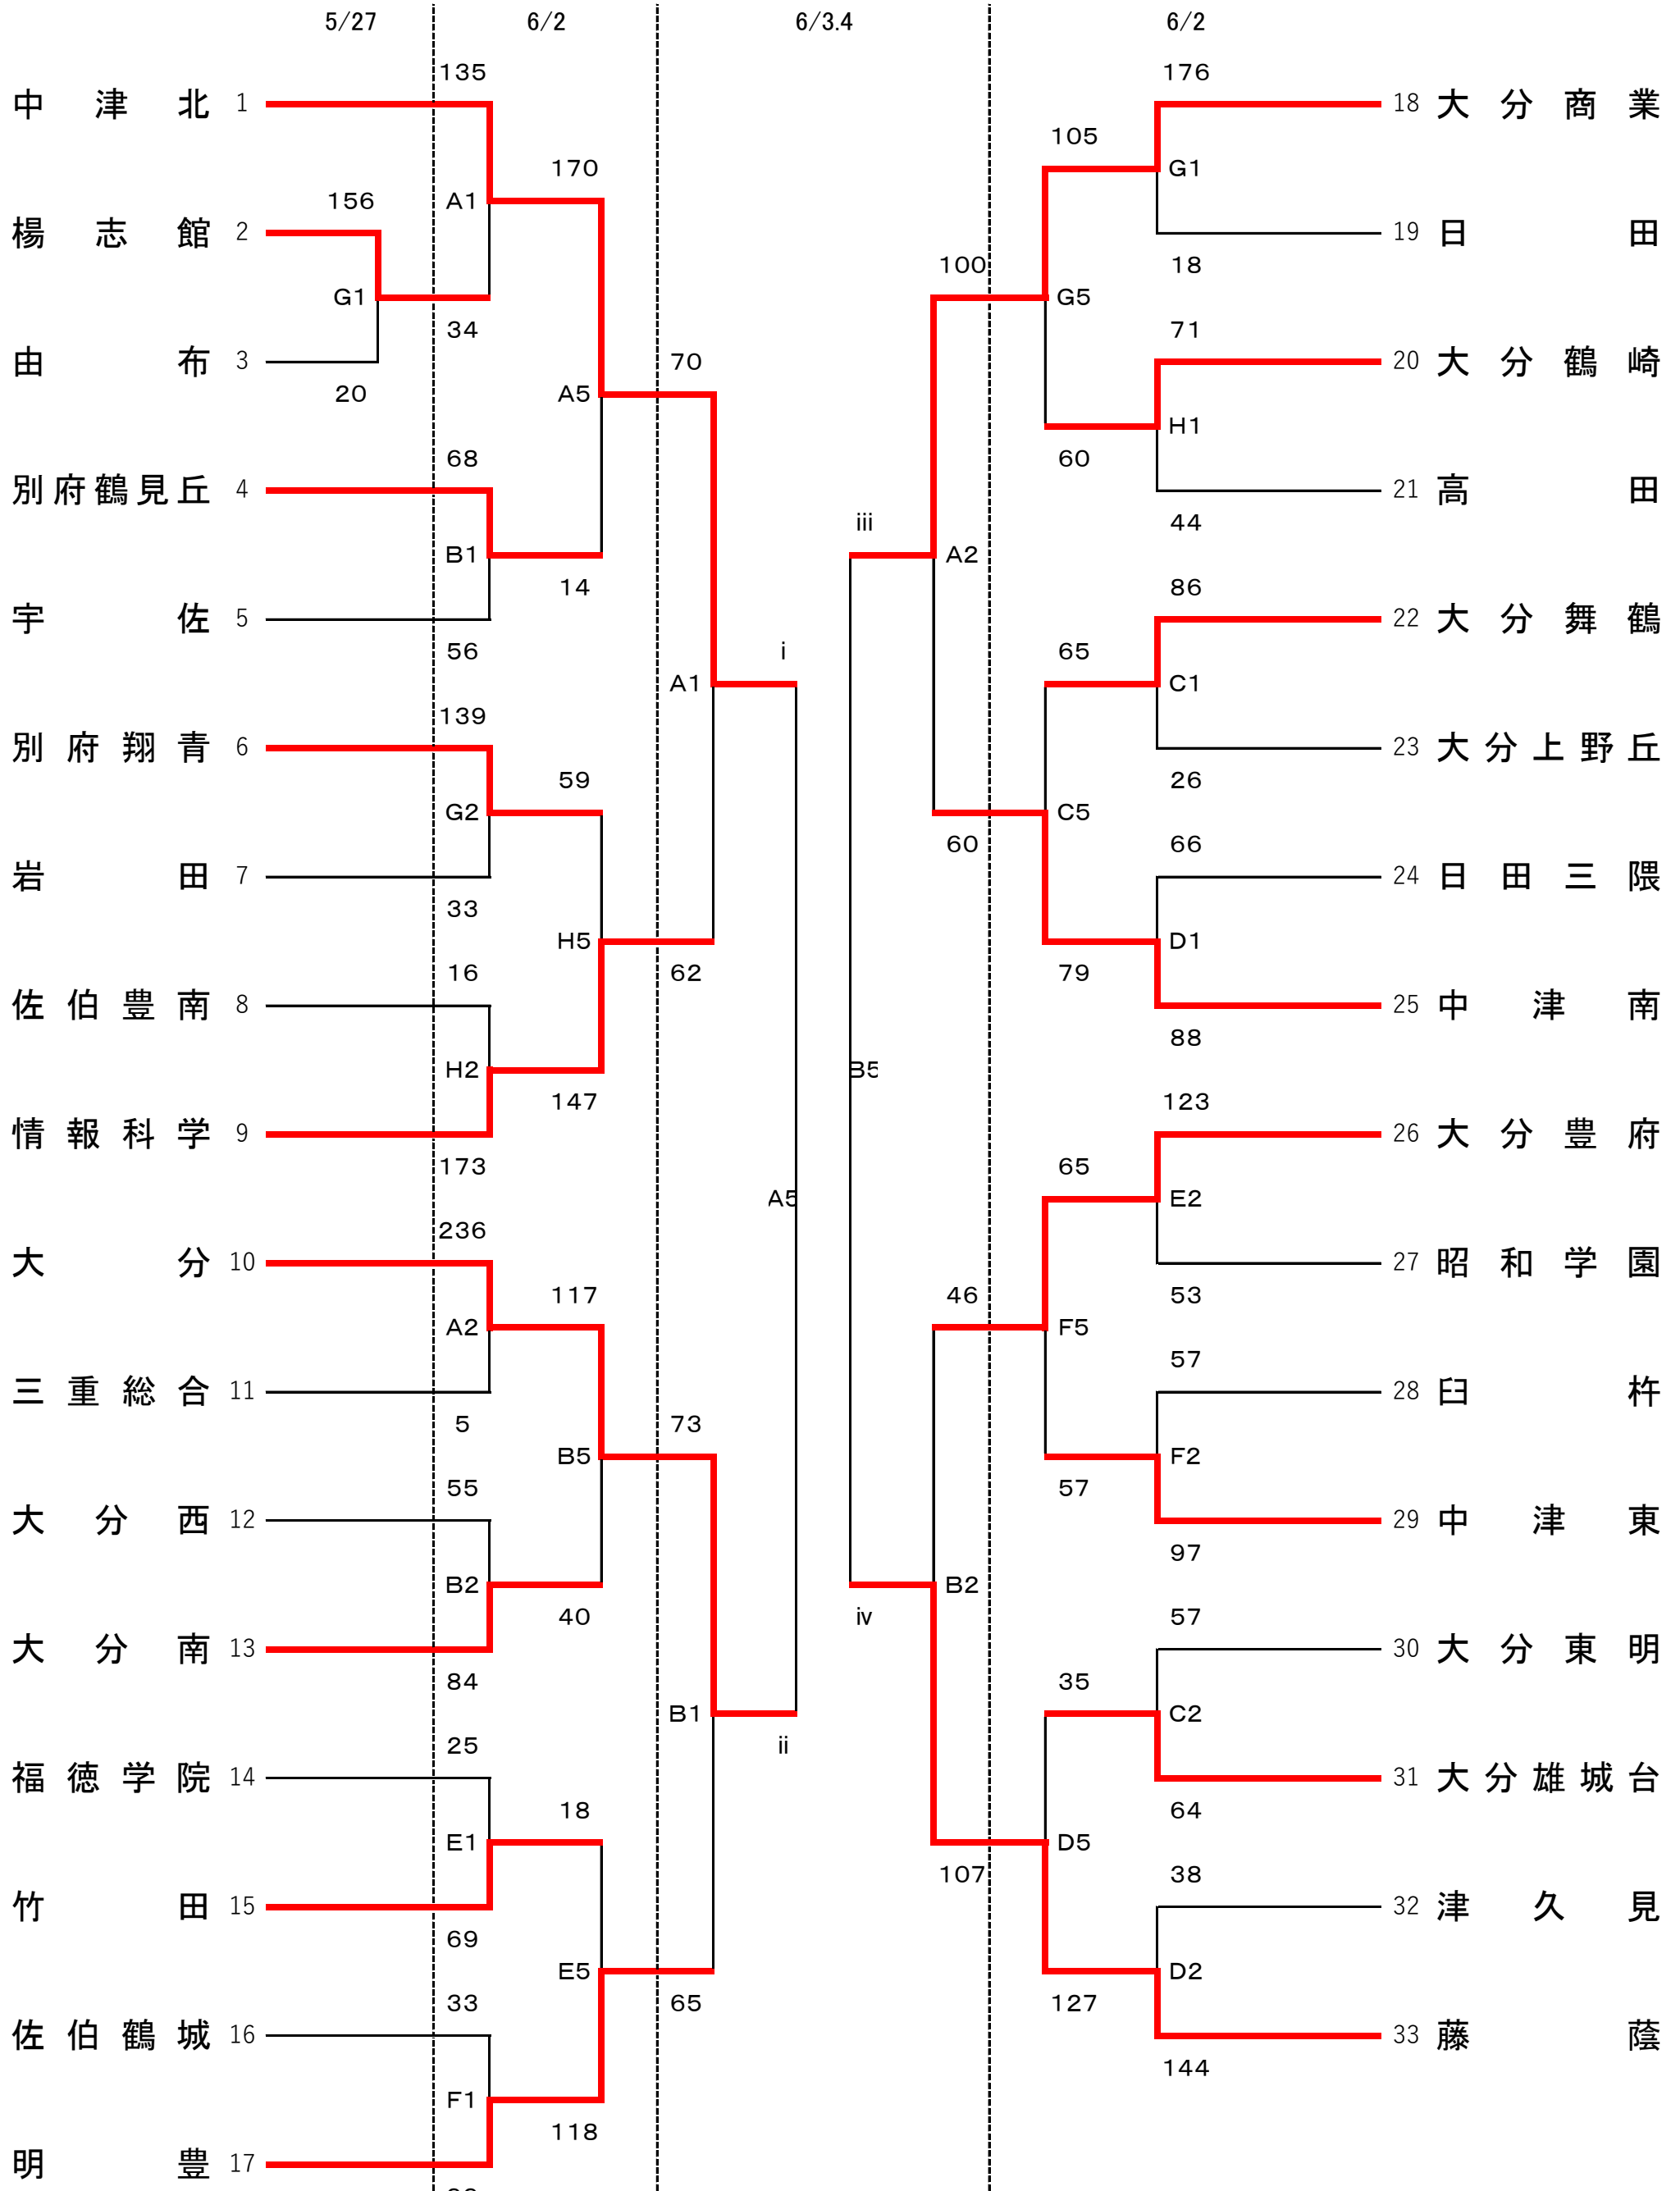 5/27 6/2 6/3.4 6/2
135 176
中津北 1 18 大分商業
105
170 G1
156 A1
楊志館 2 19 日田
100 18
G1 G5
34 71
由布 3 70 20 大分鶴崎
20 A5 H1
68 60
別府鶴見丘 4 21 高田
iii 44
B1 A2
14 86
宇佐 5 22 大分舞鶴
56 i 65
A1 C1
139
別府翔青 6 23 大分上野丘
59 26
G2 C5
60 66
岩田 7 24 日田三隈
33
H5 D1
16 62 79
佐伯豊南 8 25 中津南
88
H2 B5
147 123
情報科学 9 26 大分豊府
173 65
A5 E2
236
大分 10 27 昭和学園
117 46 53
A2 F5
57
三重総合 11 28 臼杵
5 73
B5 F2
55 57
大分西 12 29 中津東
97
B2 B2
40 iv 57
大分南 13 30 大分東明
84 35
B1 C2
25 ii
福徳学院 14 31 大分雄城台
18 64
E1 D5
107 38
竹田 15 32 津久見
69
E5 D2
33 65 127
佐伯鶴城 16 33 藤蔭
144
F1
118
明豊 17